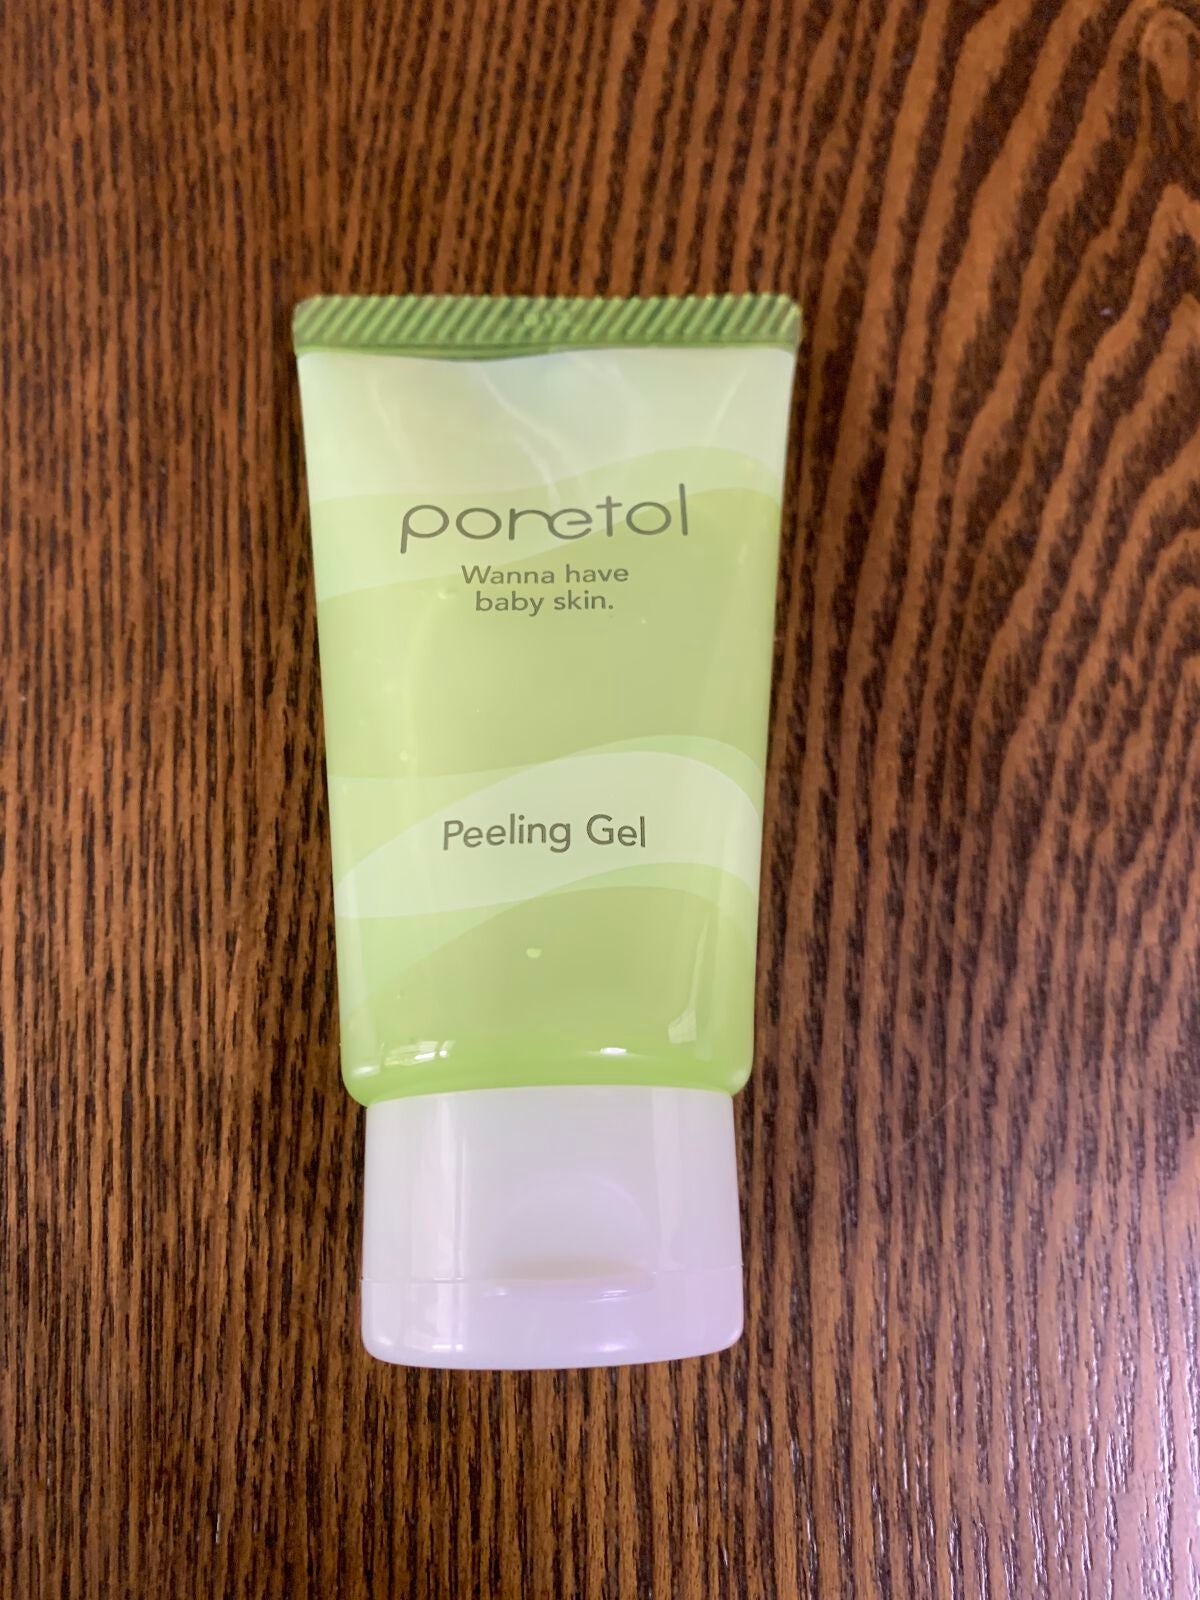 poretol
Wanna have
baby skin.
Peeling Gel